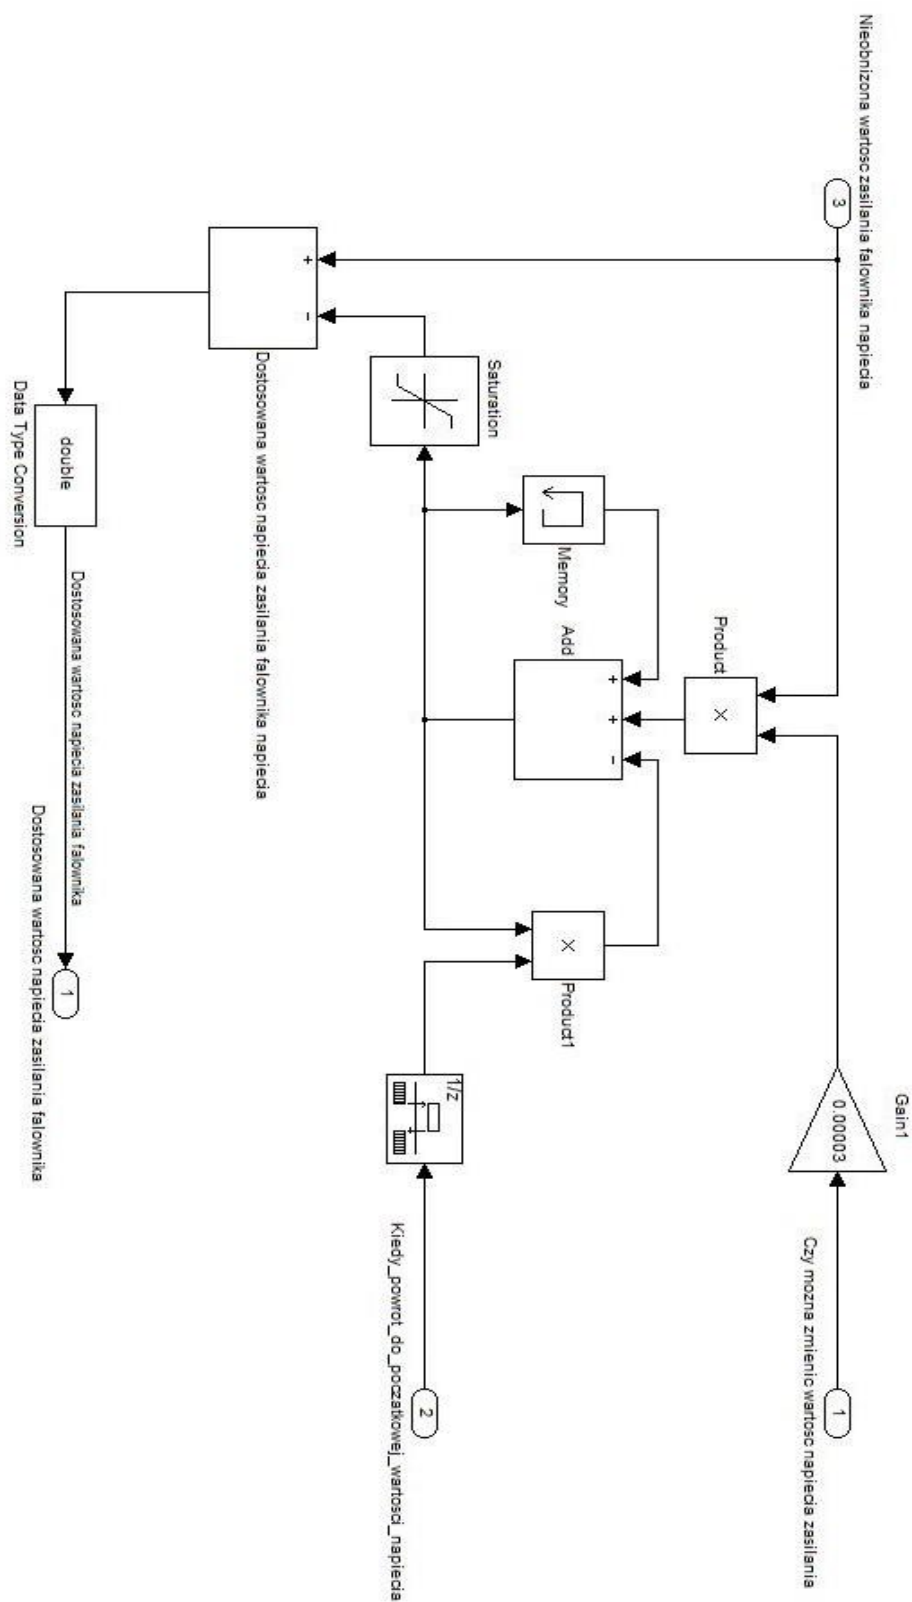 Nieobnizona wartosc zasilania falownika napiecia
3
Gain1
0.00003
Czy mozna zmienic wartosc napiecia zasilania
1
Product
×
Add
+
+
−
Memory
Product1
×
Saturation
1/z
Kiedy_powrot_do_poczatkowej_wartosci_napiecia
2
+
−
Dostosowana wartosc napiecia zasilania falownika napiecia
double
Data Type Conversion
Dostosowana wartosc napiecia zasilania falownika
1
Dostosowana wartosc napiecia zasilania falownika